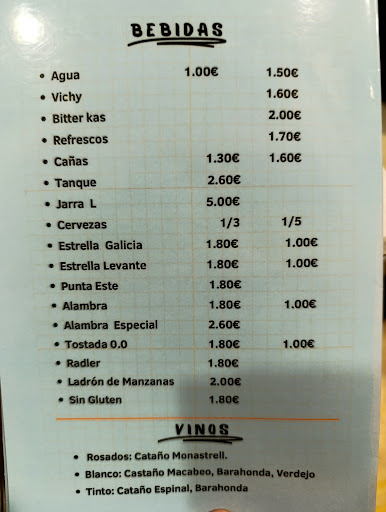 BEBIDAS
• Agua 1.00€ 1.50€
• Vichy 1.60€
• Bitter kas 2.00€
• Refrescos 1.70€
• Cañas 1.30€ 1.60€
• Tanque 2.60€
• Jarra L 5.00€
• Cervezas 1/3 1/5
• Estrella Galicia 1.80€ 1.00€
• Estrella Levante 1.80€ 1.00€
• Punta Este 1.80€
• Alambra 1.80€ 1.00€
• Alambra Especial 2.60€
• Tostada 0.0 1.80€ 1.00€
• Radler 1.80€
• Ladrón de Manzanas 2.00€
• Sin Gluten 1.80€
VINOS
• Rosados: Cataño Monastrell.
• Blanco: Castaño Macabeo, Barahonda, Verdejo
• Tinto: Cataño Espinal, Barahonda